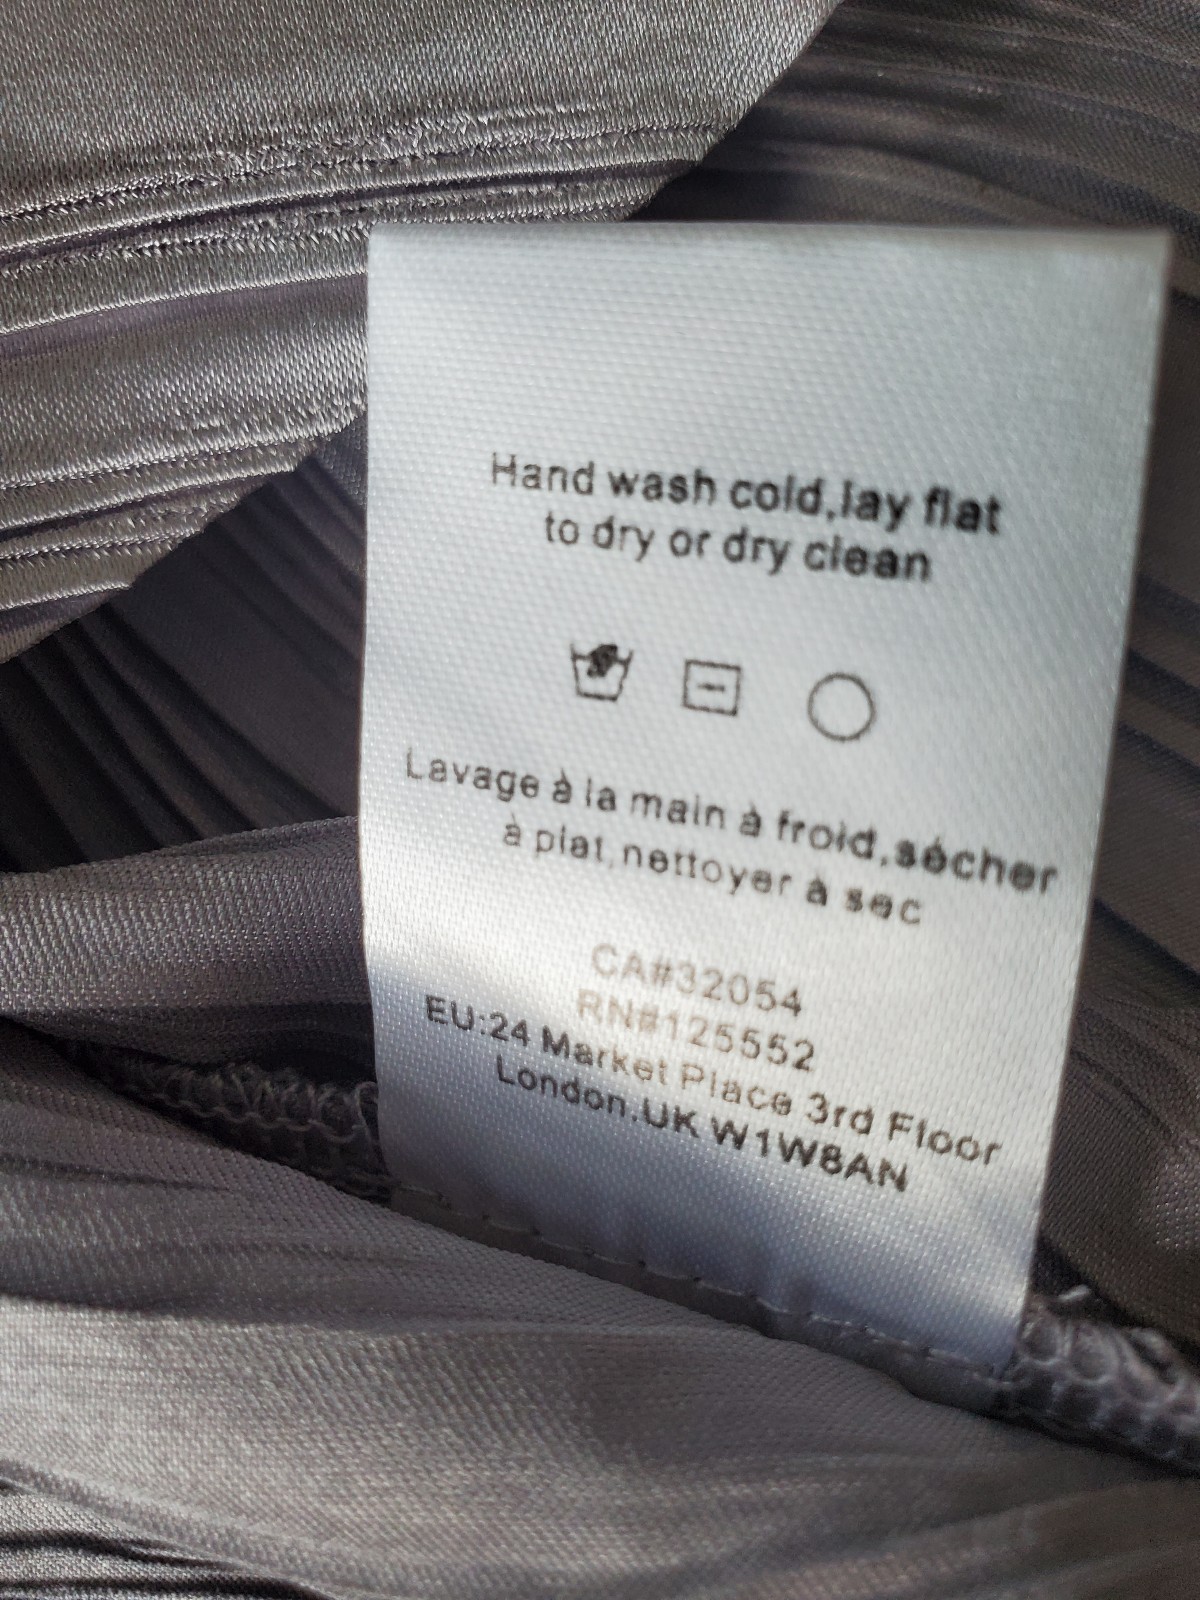 Hand wash cold,lay flat
to dry or dry clean
Lavage à la main à froid,sécher
à plat,nettoyer à sec
CA#32054
RN#125552
EU:24 Market Place 3rd Floor
London,UK W1W8AN